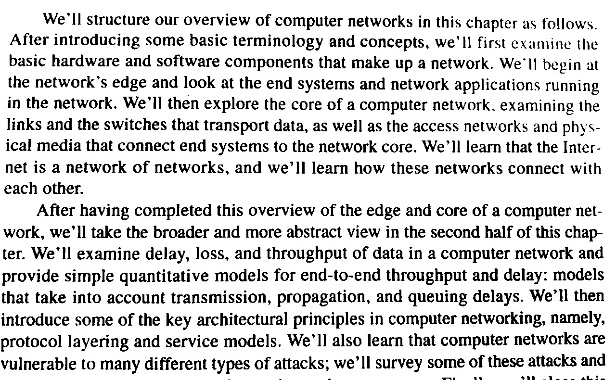 We'll structure our overview of computer networks in this chapter as follows.
After introducing some basic terminology and concepts, we'll first examine the
basic hardware and software components that make up a network. We'll begin at
the network's edge and look at the end systems and network applications running
in the network. We'll then explore the core of a computer network, examining the
links and the switches that transport data, as well as the access networks and phys-
ical media that connect end systems to the network core. We'll learn that the Inter-
net is a network of networks, and we'll learn how these networks connect with
each other.
After having completed this overview of the edge and core of a computer net-
work, we'll take the broader and more abstract view in the second half of this chap-
ter. We'll examine delay, loss, and throughput of data in a computer network and
provide simple quantitative models for end-to-end throughput and delay: models
that take into account transmission, propagation, and queuing delays. We'll then
introduce some of the key architectural principles in computer networking, namely,
protocol layering and service models. We'll also learn that computer networks are
vulnerable to many different types of attacks; we'll survey some of these attacks and